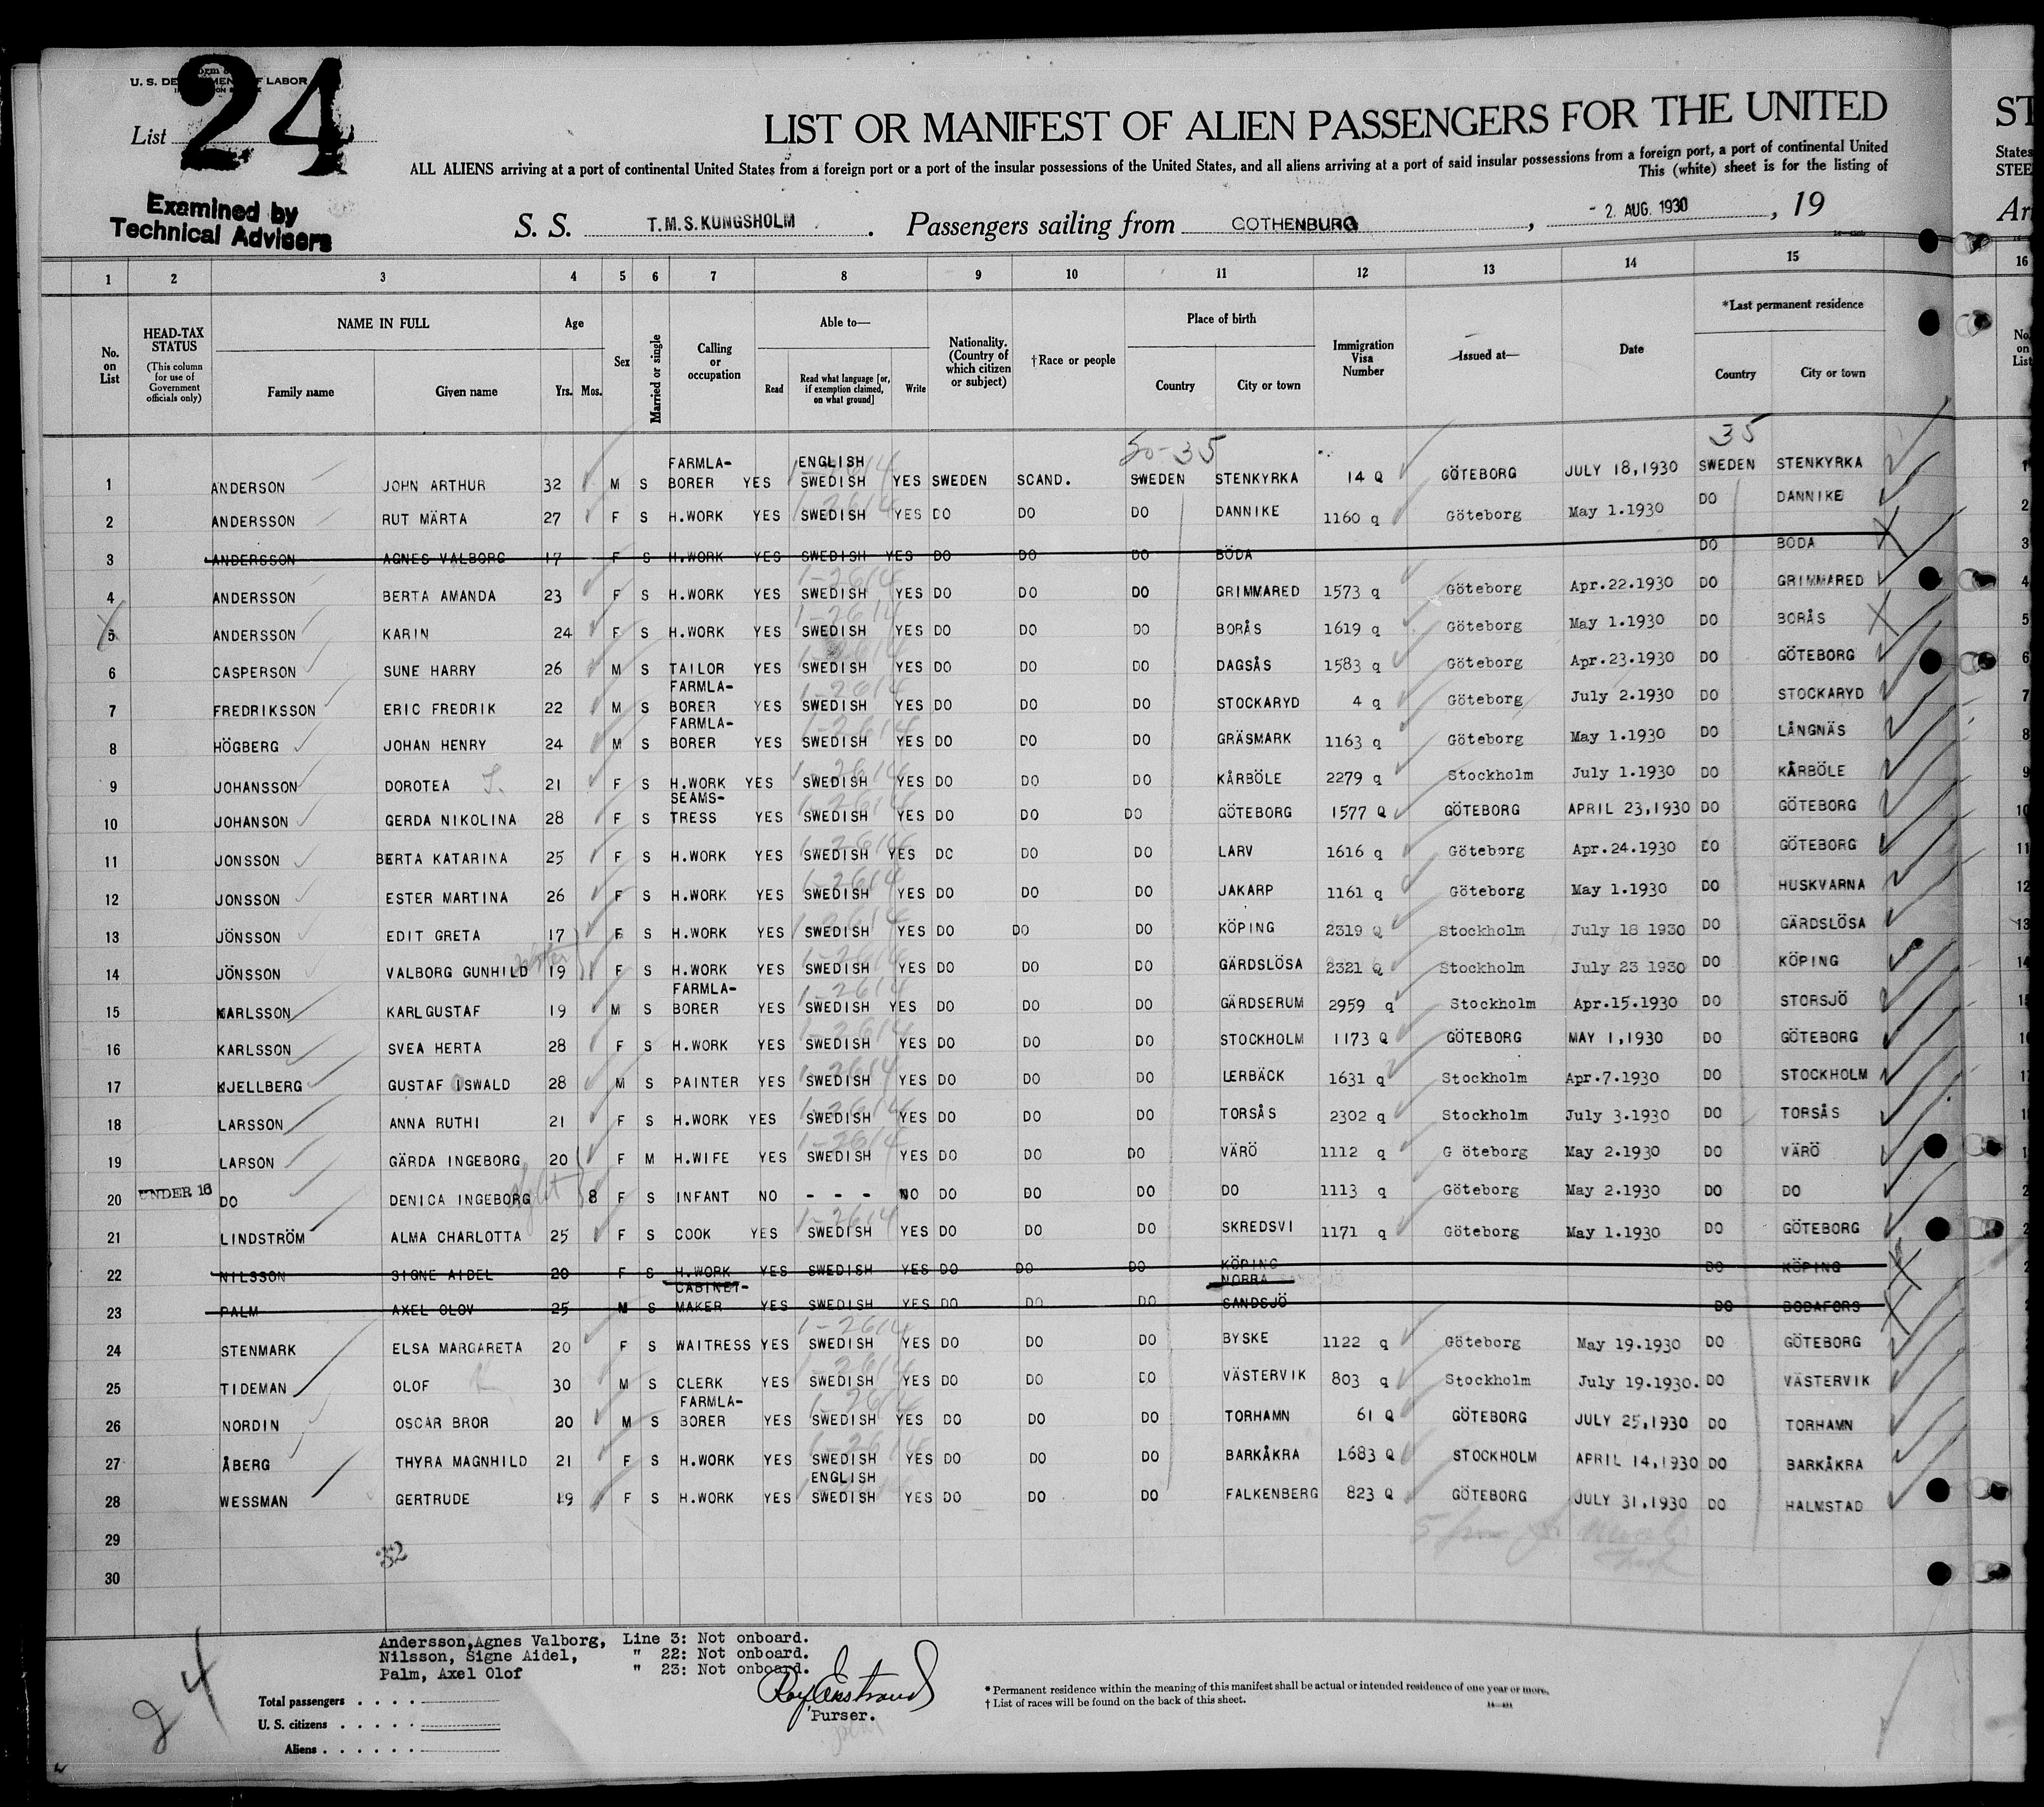 U. S. DEPARTMENT OF LABOR
List 24
LIST OR MANIFEST OF ALIEN PASSENGERS FOR THE UNITED
ST
ALL ALIENS arriving at a port of continental United States from a foreign port or a port of the insular possessions of the United States, and all aliens arriving at a port of said insular possessions from a foreign port, a port of continental United
This (white) sheet is for the listing of
States
STEE
Examined by
Technical Advisers
S. S. T.M.S.KUNGSHOLM . Passengers sailing from GOTHENBURG , - 2. AUG. 1930 , 19
Ar
1 2 3 4 5 6 7 8 9 10 11 12 13 14 15 16
No. on List
HEAD-TAX STATUS
(This column for use of Government officials only)
NAME IN FULL
Family name Given name
Age
Yrs. Mos.
Sex
Married or single
Calling or occupation
Able to—
Read Read what language [or, if exemption claimed, on what ground] Write
Nationality. (Country of which citizen or subject)
†Race or people
Place of birth
Country City or town
Immigration Visa Number
Issued at—
Date
*Last permanent residence
Country City or town
No. on List
50-35 35
1 ANDERSON JOHN ARTHUR 32 M S FARMLA-BORER YES ENGLISH SWEDISH YES SWEDEN SCAND. SWEDEN STENKYRKA 14 Q GÖTEBORG JULY 18,1930 SWEDEN STENKYRKA
2 ANDERSSON RUT MÄRTA 27 F S H.WORK YES SWEDISH YES DO DO DO DANNIKE 1160 q Göteborg May 1.1930 DO DANNIKE
3 ANDERSSON AGNES VALBORG 17 F S H.WORK YES SWEDISH YES DO DO DO BÖDA DO BÖDA
4 ANDERSSON BERTA AMANDA 23 F S H.WORK YES SWEDISH YES DO DO DO GRIMMARED 1573 q Göteborg Apr.22.1930 DO GRIMMARED
5 ANDERSSON KARIN 24 F S H.WORK YES SWEDISH YES DO DO DO BORÅS 1619 q Göteborg May 1.1930 DO BORÅS
6 CASPERSON SUNE HARRY 26 M S TAILOR YES SWEDISH YES DO DO DO DAGSÅS 1583 q Göteborg Apr.23.1930 DO GÖTEBORG
7 FREDRIKSSON ERIC FREDRIK 22 M S FARMLA-BORER YES SWEDISH YES DO DO DO STOCKARYD 4 q Göteborg July 2.1930 DO STOCKARYD
8 HÖGBERG JOHAN HENRY 24 M S FARMLA-BORER YES SWEDISH YES DO DO DO GRÄSMARK 1163 q Göteborg May 1.1930 DO LÅNGNÄS
9 JOHANSSON DOROTEA 21 F S H.WORK YES SWEDISH YES DO DO DO KÅRBÖLE 2279 q Stockholm July 1.1930 DO KÅRBÖLE
10 JOHANSON GERDA NIKOLINA 28 F S SEAMS-TRESS YES SWEDISH YES DO DO DO GÖTEBORG 1577 Q GÖTEBORG APRIL 23,1930 DO GÖTEBORG
11 JONSSON BERTA KATARINA 25 F S H.WORK YES SWEDISH YES DO DO DO LARV 1616 q Göteborg Apr.24.1930 DO GÖTEBORG
12 JONSSON ESTER MARTINA 26 F S H.WORK YES SWEDISH YES DO DO DO JAKARP 1161 q Göteborg May 1.1930 DO HUSKVARNA
13 JÖNSSON EDIT GRETA 17 F S H.WORK YES SWEDISH YES DO DO DO KÖPING 2319 Q Stockholm July 18 1930 DO GÄRDSLÖSA
14 JÖNSSON VALBORG GUNHILD 19 F S H.WORK YES SWEDISH YES DO DO DO GÄRDSLÖSA 2321 Q Stockholm July 23 1930 DO KÖPING
15 KARLSSON KARLGUSTAF 19 M S FARMLA-BORER YES SWEDISH YES DO DO DO GÄRDSERUM 2959 q Stockholm Apr.15.1930 DO STORSJÖ
16 KARLSSON SVEA HERTA 28 F S H.WORK YES SWEDISH YES DO DO DO STOCKHOLM 1173 Q GÖTEBORG MAY 1,1930 DO GÖTEBORG
17 KJELLBERG GUSTAF OSWALD 28 M S PAINTER YES SWEDISH YES DO DO DO LERBÄCK 1631 q Stockholm Apr.7.1930 DO STOCKHOLM
18 LARSSON ANNA RUTHI 21 F S H.WORK YES SWEDISH YES DO DO DO TORSÅS 2302 q Stockholm July 3.1930 DO TORSÅS
19 LARSON GÄRDA INGEBORG 20 F M H.WIFE YES SWEDISH YES DO DO DO VÄRÖ 1112 q G öteborg May 2.1930 DO VÄRÖ
20 UNDER 16 DO DENICA INGEBORG 8 F S INFANT NO - - - NO DO DO DO DO 1113 q Göteborg May 2.1930 DO DO
21 LINDSTRÖM ALMA CHARLOTTA 25 F S COOK YES SWEDISH YES DO DO DO SKREDSVI 1171 q Göteborg May 1.1930 DO GÖTEBORG
22 NILSSON SIGNE AIDEL 20 F S H.WORK YES SWEDISH YES DO DO DO KÖPING DO KÖPING
23 PALM AXEL OLOV 25 M S CABINET-MAKER YES SWEDISH YES DO DO DO NORRA SANDSJÖ DO BODAFORS
24 STENMARK ELSA MARGARETA 20 F S WAITRESS YES SWEDISH YES DO DO DO BYSKE 1122 q Göteborg May 19.1930 DO GÖTEBORG
25 TIDEMAN OLOF 30 M S CLERK YES SWEDISH YES DO DO DO VÄSTERVIK 803 q Stockholm July 19.1930. DO VÄSTERVIK
26 NORDIN OSCAR BROR 20 M S FARMLA-BORER YES SWEDISH YES DO DO DO TORHAMN 61 Q GÖTEBORG JULY 25,1930 DO TORHAMN
27 ÅBERG THYRA MAGNHILD 21 F S H.WORK YES SWEDISH YES DO DO DO BARKÅKRA 1683 Q STOCKHOLM APRIL 14,1930 DO BARKÅKRA
28 WESSMAN GERTRUDE 19 F S H.WORK YES ENGLISH SWEDISH YES DO DO DO FALKENBERG 823 Q GÖTEBORG JULY 31,1930 DO HALMSTAD
29
30
32
24
Andersson,Agnes Valborg, Line 3: Not onboard.
Nilsson, Signe Aidel, " 22: Not onboard.
Palm, Axel Olof " 23: Not onboard.
Purser.
Total passengers . . . .
U. S. citizens . . . . .
Aliens . . . . . .
* Permanent residence within the meaning of this manifest shall be actual or intended residence of one year or more.
† List of races will be found on the back of this sheet.